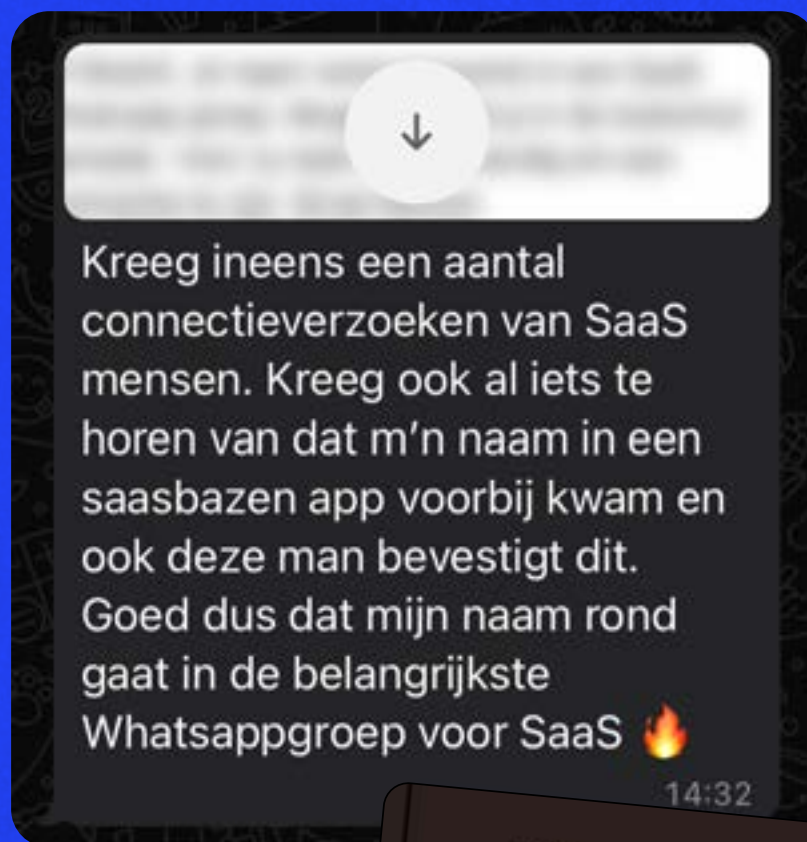 Kreeg ineens een aantal
connectieverzoeken van SaaS
mensen. Kreeg ook al iets te
horen van dat m’n naam in een
saasbazen app voorbij kwam en
ook deze man bevestigt dit.
Goed dus dat mijn naam rond
gaat in de belangrijkste
Whatsappgroep voor SaaS 🔥
14:32